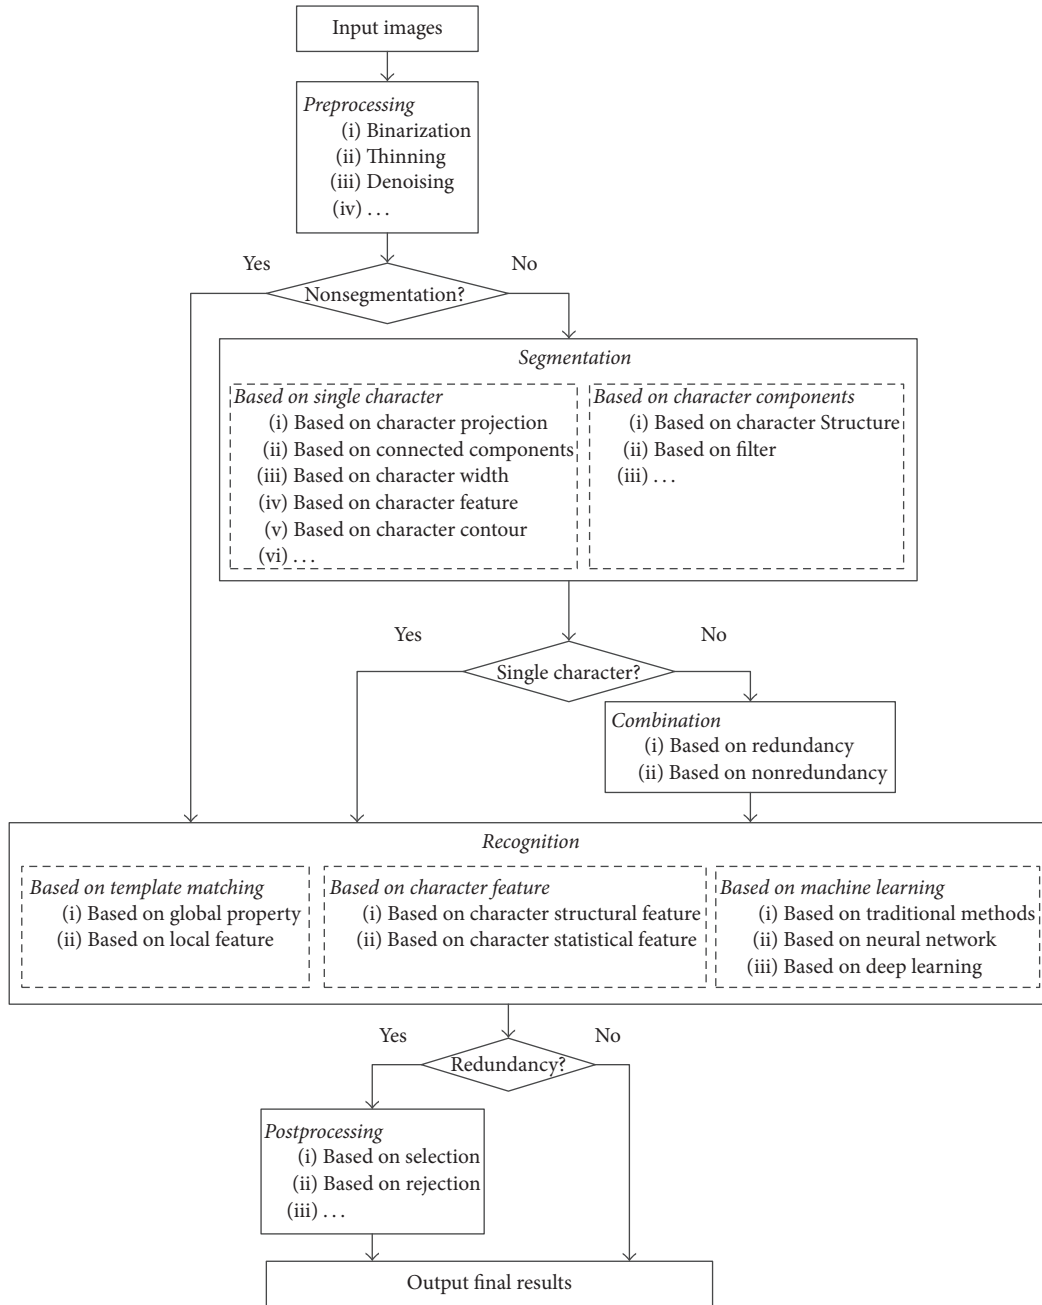 Input images
Preprocessing
(i) Binarization
(ii) Thinning
(iii) Denoising
(iv) . . .
Yes
No
Nonsegmentation?
Segmentation
Based on single character
(i) Based on character projection
(ii) Based on connected components
(iii) Based on character width
(iv) Based on character feature
(v) Based on character contour
(vi) . . .
Based on character components
(i) Based on character Structure
(ii) Based on filter
(iii) . . .
Yes
No
Single character?
Combination
(i) Based on redundancy
(ii) Based on nonredundancy
Recognition
Based on template matching
(i) Based on global property
(ii) Based on local feature
Based on character feature
(i) Based on character structural feature
(ii) Based on character statistical feature
Based on machine learning
(i) Based on traditional methods
(ii) Based on neural network
(iii) Based on deep learning
Yes
No
Redundancy?
Postprocessing
(i) Based on selection
(ii) Based on rejection
(iii) . . .
Output final results